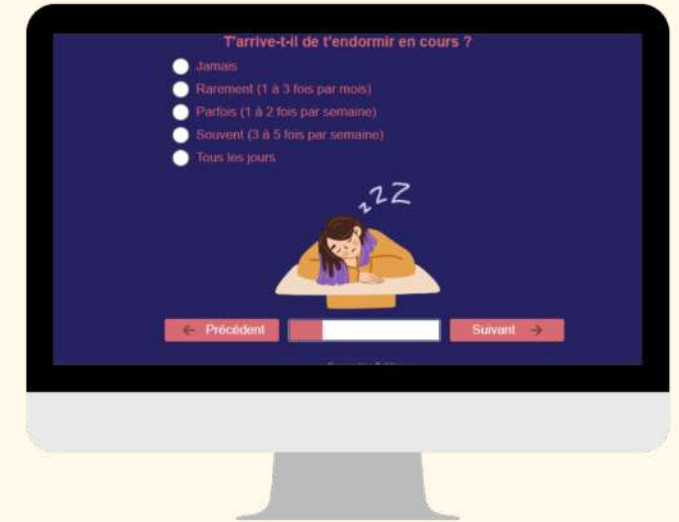 T'arrive-t-il de t'endormir en cours ?
Jamais
Rarement (1 à 3 fois par mois)
Parfois (1 à 2 fois par semaine)
Souvent (3 à 5 fois par semaine)
Tous les jours
zZZ
← Précédent
Suivant →